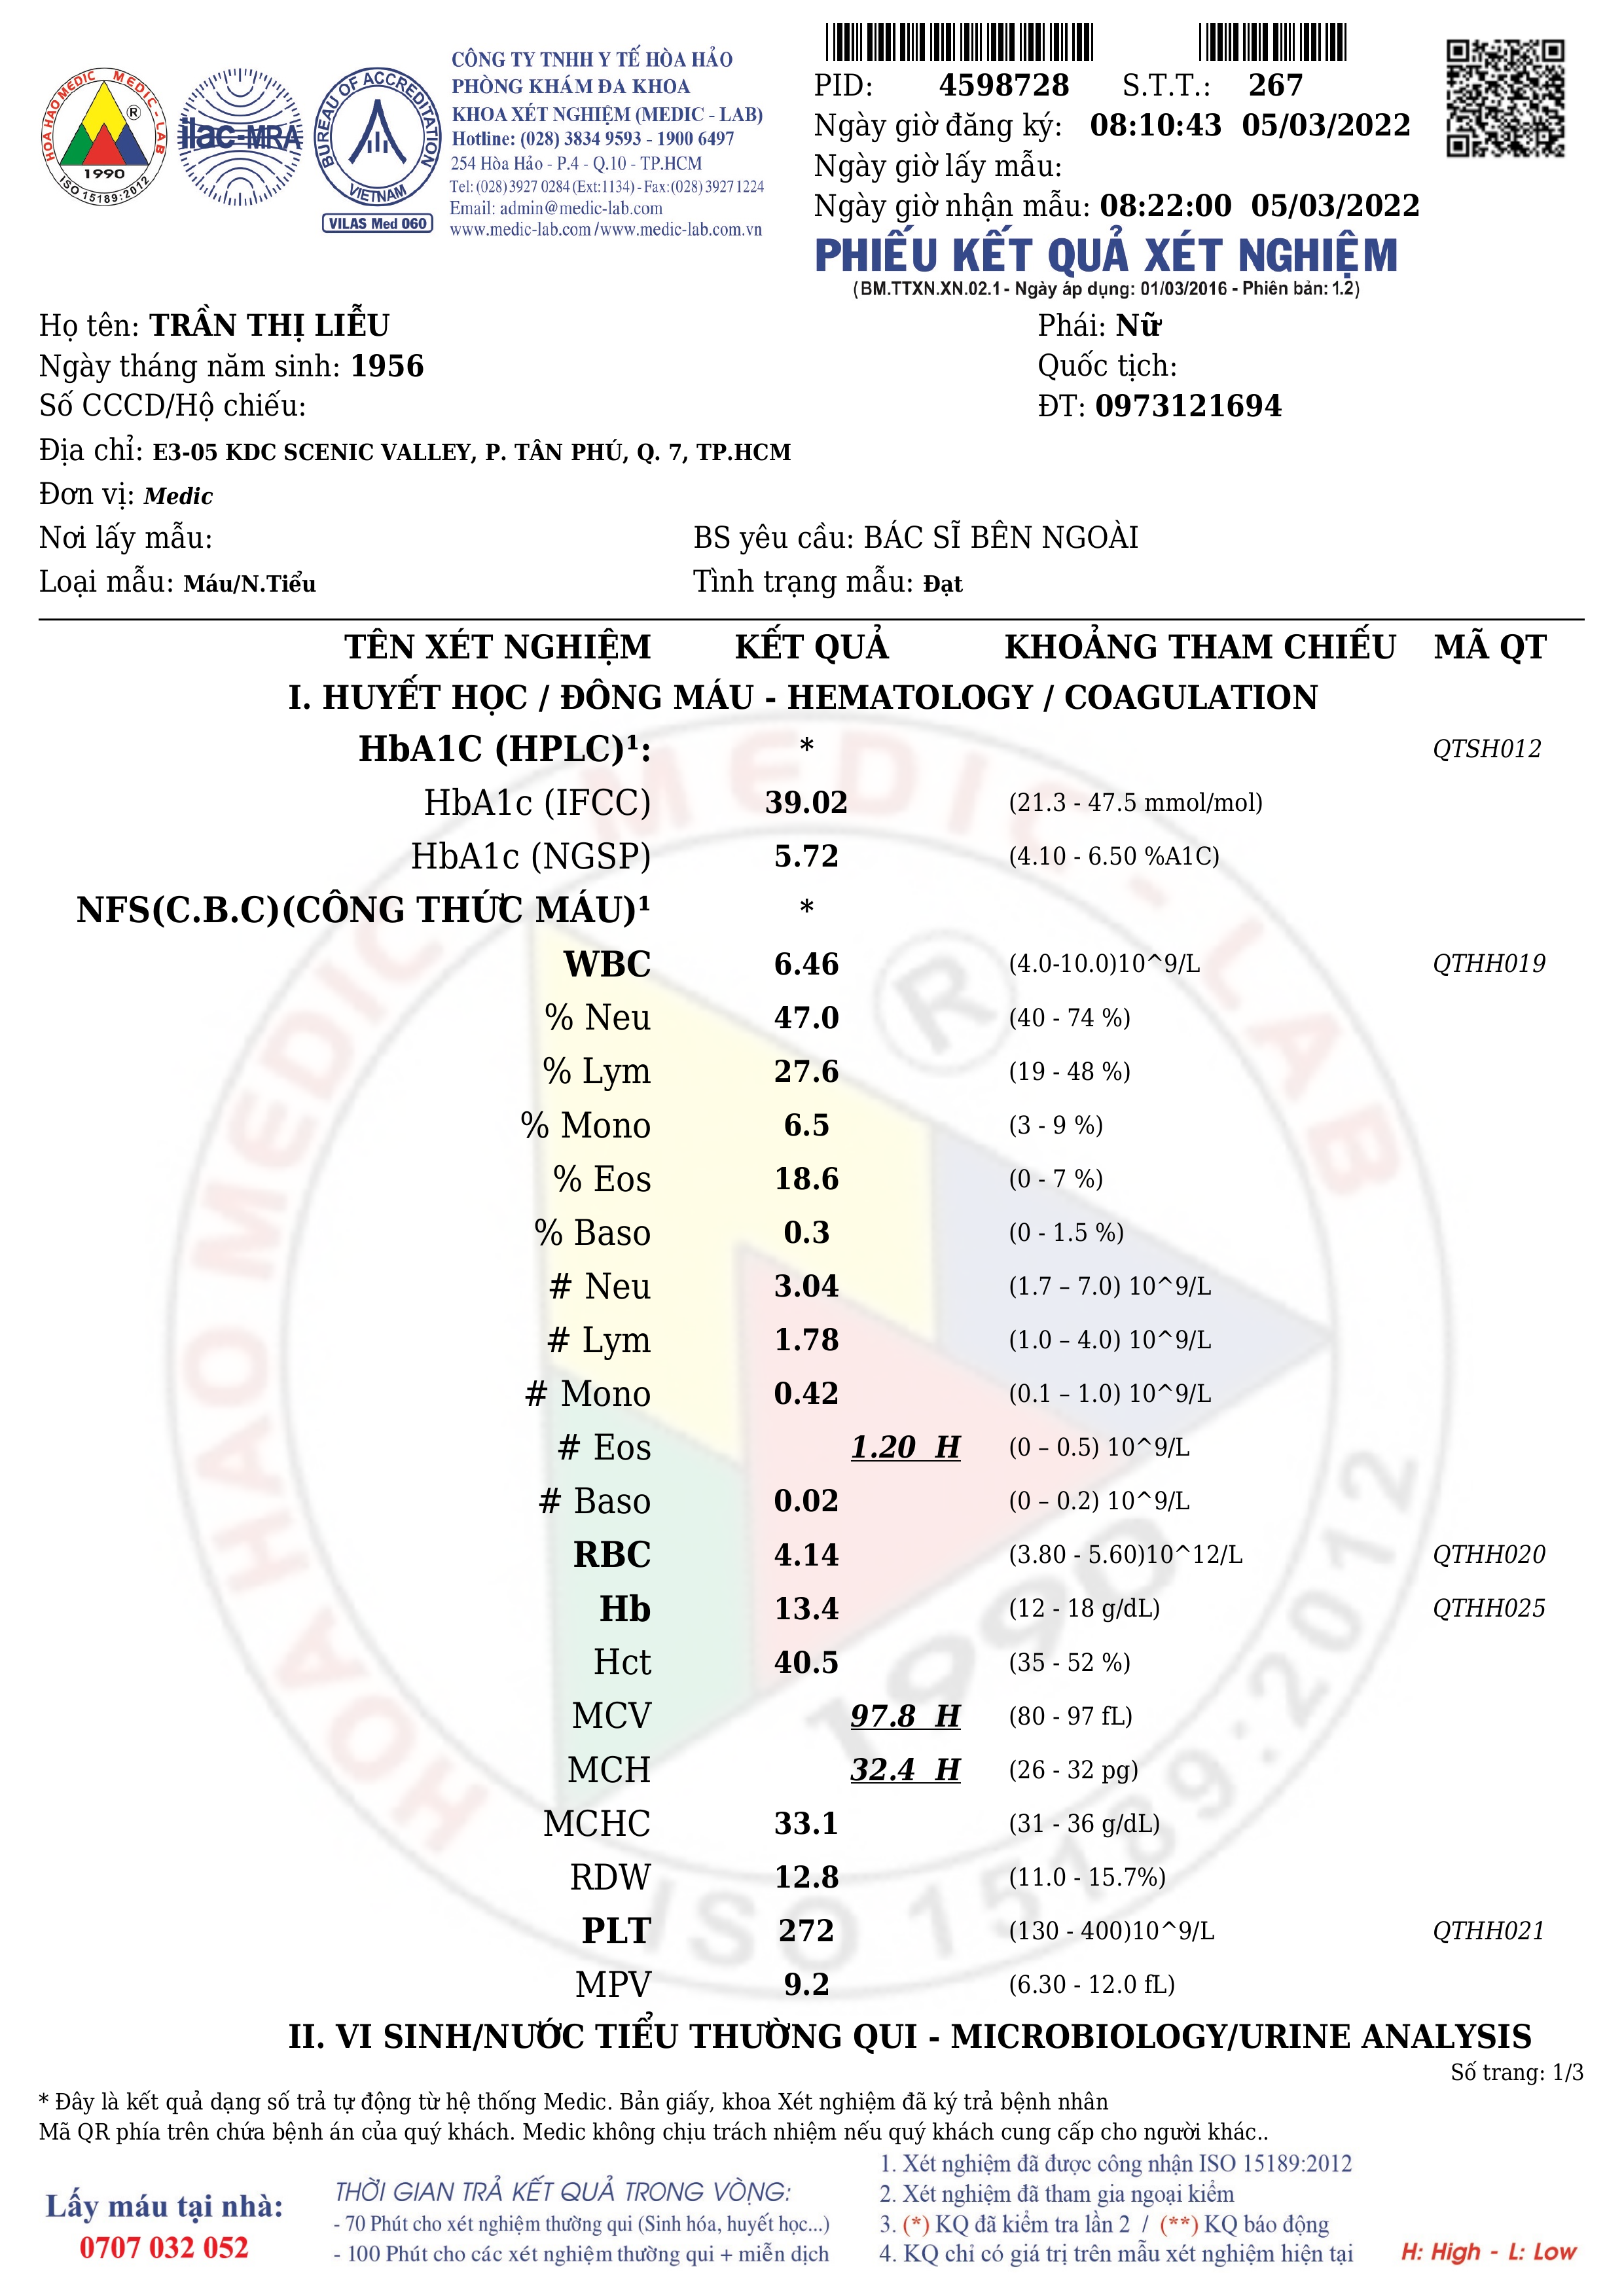 HOA HAO MEDIC MEDIC - LAB
®
1990
ISO 15189:2012
ilac-MRA
BUREAU OF ACCREDITATION
VIETNAM
VILAS Med 060
CÔNG TY TNHH Y TẾ HÒA HẢO
PHÒNG KHÁM ĐA KHOA
KHOA XÉT NGHIỆM (MEDIC - LAB)
Hotline: (028) 3834 9593 - 1900 6497
254 Hòa Hảo - P.4 - Q.10 - TP.HCM
Tel: (028) 3927 0284 (Ext:1134) - Fax: (028) 3927 1224
Email: admin@medic-lab.com
www.medic-lab.com /www.medic-lab.com.vn
PID: 4598728 S.T.T.: 267
Ngày giờ đăng ký: 08:10:43 05/03/2022
Ngày giờ lấy mẫu:
Ngày giờ nhận mẫu: 08:22:00 05/03/2022
PHIẾU KẾT QUẢ XÉT NGHIỆM
(BM.TTXN.XN.02.1 - Ngày áp dụng: 01/03/2016 - Phiên bản: 1.2)
Họ tên: TRẦN THỊ LIỄU Phái: Nữ
Ngày tháng năm sinh: 1956 Quốc tịch:
Số CCCD/Hộ chiếu: ĐT: 0973121694
Địa chỉ: E3-05 KDC SCENIC VALLEY, P. TÂN PHÚ, Q. 7, TP.HCM
Đơn vị: Medic
Nơi lấy mẫu: BS yêu cầu: BÁC SĨ BÊN NGOÀI
Loại mẫu: Máu/N.Tiểu Tình trạng mẫu: Đạt
TÊN XÉT NGHIỆM KẾT QUẢ KHOẢNG THAM CHIẾU MÃ QT
I. HUYẾT HỌC / ĐÔNG MÁU - HEMATOLOGY / COAGULATION
HbA1C (HPLC)¹: * QTSH012
HbA1c (IFCC) 39.02 (21.3 - 47.5 mmol/mol)
HbA1c (NGSP) 5.72 (4.10 - 6.50 %A1C)
NFS(C.B.C)(CÔNG THỨC MÁU)¹ *
WBC 6.46 (4.0-10.0)10^9/L QTHH019
% Neu 47.0 (40 - 74 %)
% Lym 27.6 (19 - 48 %)
% Mono 6.5 (3 - 9 %)
% Eos 18.6 (0 - 7 %)
% Baso 0.3 (0 - 1.5 %)
# Neu 3.04 (1.7 – 7.0) 10^9/L
# Lym 1.78 (1.0 – 4.0) 10^9/L
# Mono 0.42 (0.1 – 1.0) 10^9/L
# Eos 1.20 H (0 – 0.5) 10^9/L
# Baso 0.02 (0 – 0.2) 10^9/L
RBC 4.14 (3.80 - 5.60)10^12/L QTHH020
Hb 13.4 (12 - 18 g/dL) QTHH025
Hct 40.5 (35 - 52 %)
MCV 97.8 H (80 - 97 fL)
MCH 32.4 H (26 - 32 pg)
MCHC 33.1 (31 - 36 g/dL)
RDW 12.8 (11.0 - 15.7%)
PLT 272 (130 - 400)10^9/L QTHH021
MPV 9.2 (6.30 - 12.0 fL)
HOA HAO MEDIC MEDIC - LAB
®
1990
ISO 15189:2012
II. VI SINH/NƯỚC TIỂU THƯỜNG QUI - MICROBIOLOGY/URINE ANALYSIS
Số trang: 1/3
* Đây là kết quả dạng số trả tự động từ hệ thống Medic. Bản giấy, khoa Xét nghiệm đã ký trả bệnh nhân
Mã QR phía trên chứa bệnh án của quý khách. Medic không chịu trách nhiệm nếu quý khách cung cấp cho người khác..
Lấy máu tại nhà:
0707 032 052
THỜI GIAN TRẢ KẾT QUẢ TRONG VÒNG:
- 70 Phút cho xét nghiệm thường qui (Sinh hóa, huyết học...)
- 100 Phút cho các xét nghiệm thường qui + miễn dịch
1. Xét nghiệm đã được công nhận ISO 15189:2012
2. Xét nghiệm đã tham gia ngoại kiểm
3. (*) KQ đã kiểm tra lần 2 / (**) KQ báo động
4. KQ chỉ có giá trị trên mẫu xét nghiệm hiện tại
H: High - L: Low